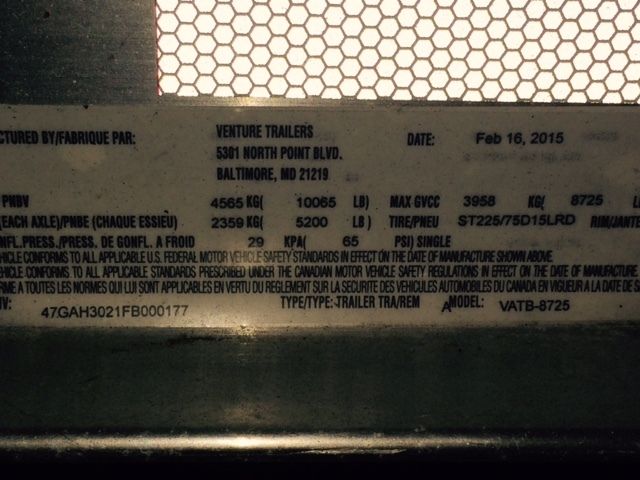 CTURED BY/FABRIQUE PAR: VENTURE TRAILERS DATE: Feb 16, 2015
5301 NORTH POINT BLVD.
BALTIMORE, MD 21219
PNBV 4565 KG( 10065 LB) MAX GVCC 3958 KG( 8725 L
(EACH AXLE)/PNBE (CHAQUE ESSIEU) 2359 KG( 5200 LB) TIRE/PNEU ST225/75D15LRD RIM/JANTE
NFL.PRESS./PRESS. DE GONFL. A FROID 29 KPA( 65 PSI) SINGLE
EHICLE CONFORMS TO ALL APPLICABLE U.S. FEDERAL MOTOR VEHICLE SAFETY STANDARDS IN EFFECT ON THE DATE OF MANUFACTURE
HICLE CONFORMS TO ALL APPLICABLE STANDARDS PRESCRIBED UNDER THE CANADIAN MOTOR VEHICLE SAFETY REGULATIONS IN EFFECT ON THE DATE OF MANUFACTURE.
ME A TOUTES LES NORMES QUI LUI SONT APPLICABLES EN VERTU DU REGLEMENT SUR LA SECURITE DES VEHICULES AUTOMOBILES DU CANADA EN VIGUEUR A LA DATE DE S
IV: 47GAH3021FB000177 TYPE/TYPE: TRAILER TRA/REM A MODEL: VATB-8725